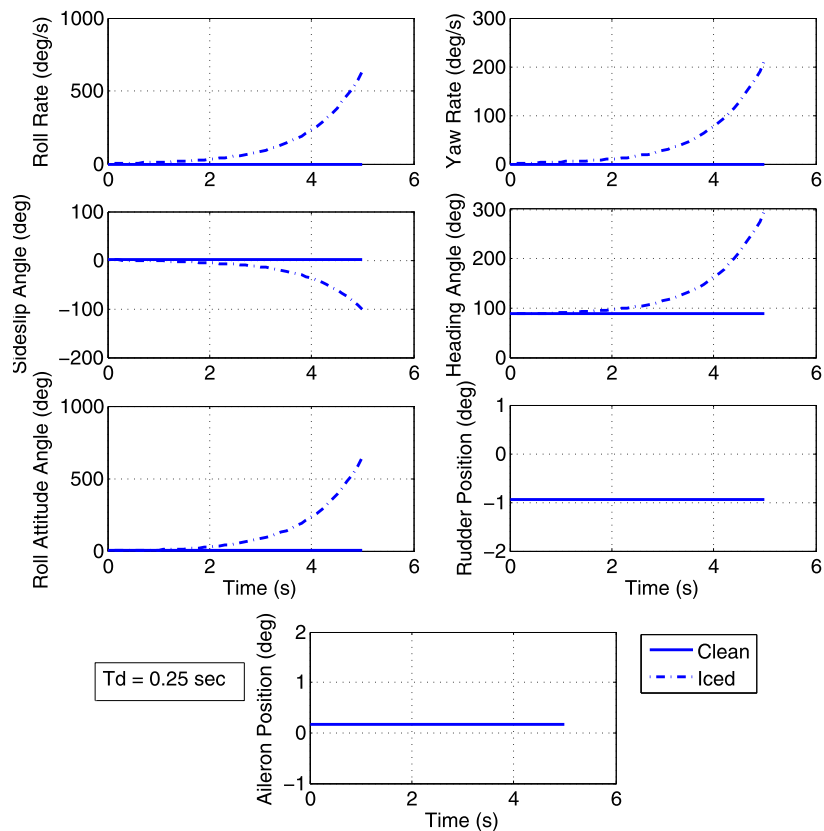 Roll Rate (deg/s)
1000
500
0
0 2 4 6
Yaw Rate (deg/s)
300
200
100
0
0 2 4 6
Sideslip Angle (deg)
100
0
−100
−200
0 2 4 6
Heading Angle (deg)
300
200
100
0
0 2 4 6
Roll Attitude Angle (deg)
1000
500
0
0 2 4 6
Time (s)
Rudder Position (deg)
1
0
−1
−2
0 2 4 6
Time (s)
Td = 0.25 sec
Aileron Position (deg)
2
1
0
−1
0 2 4 6
Time (s)
Clean
Iced